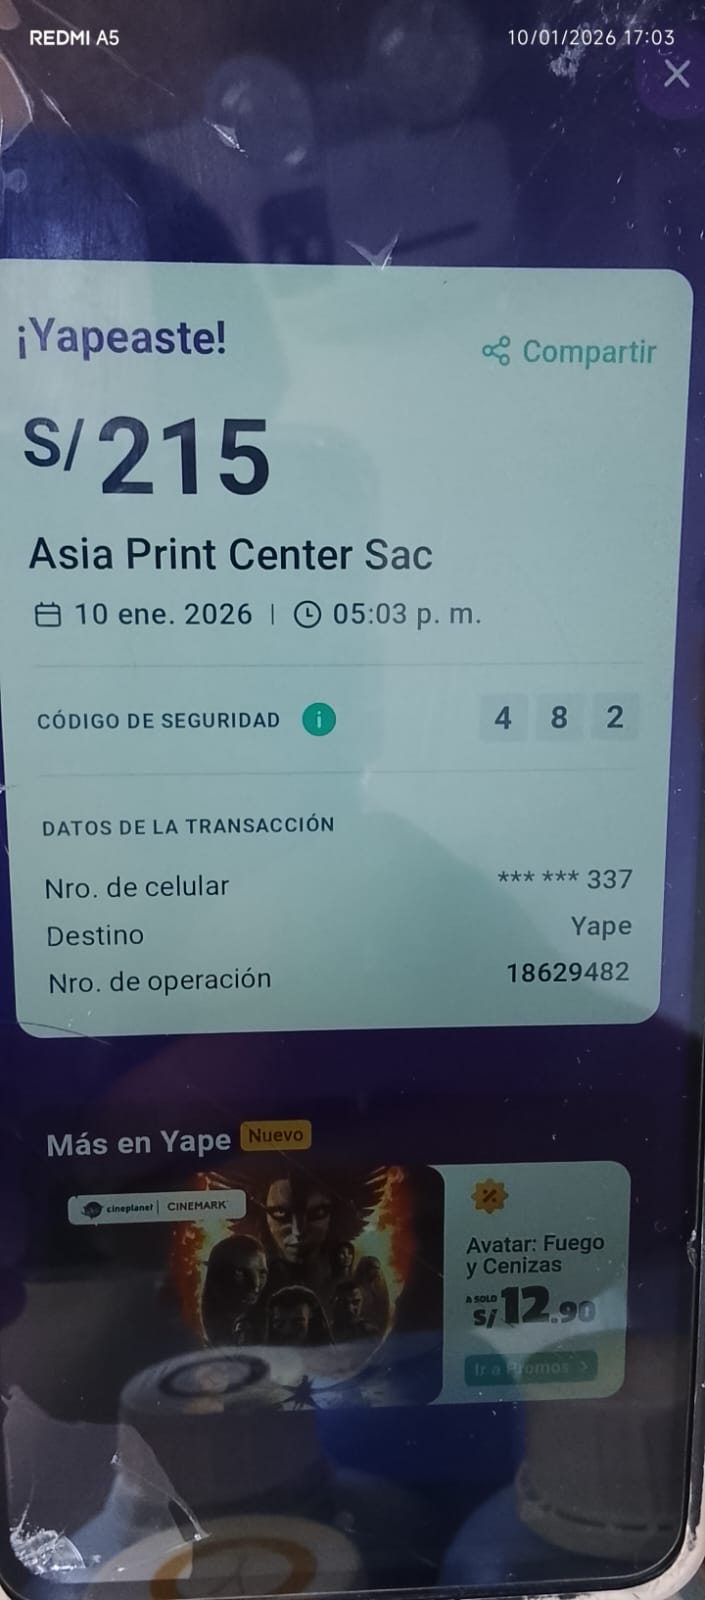 REDMI A5 10/01/2026 17:03
¡Yapeaste!
Compartir
S/215
Asia Print Center Sac
10 ene. 2026 | 05:03 p. m.
CÓDIGO DE SEGURIDAD i 4 8 2
DATOS DE LA TRANSACCIÓN
Nro. de celular *** *** 337
Destino Yape
Nro. de operación 18629482
Más en Yape Nuevo
cineplanet | CINEMARK
Avatar: Fuego
y Cenizas
A SOLO
S/12.90
Ir a Promos >